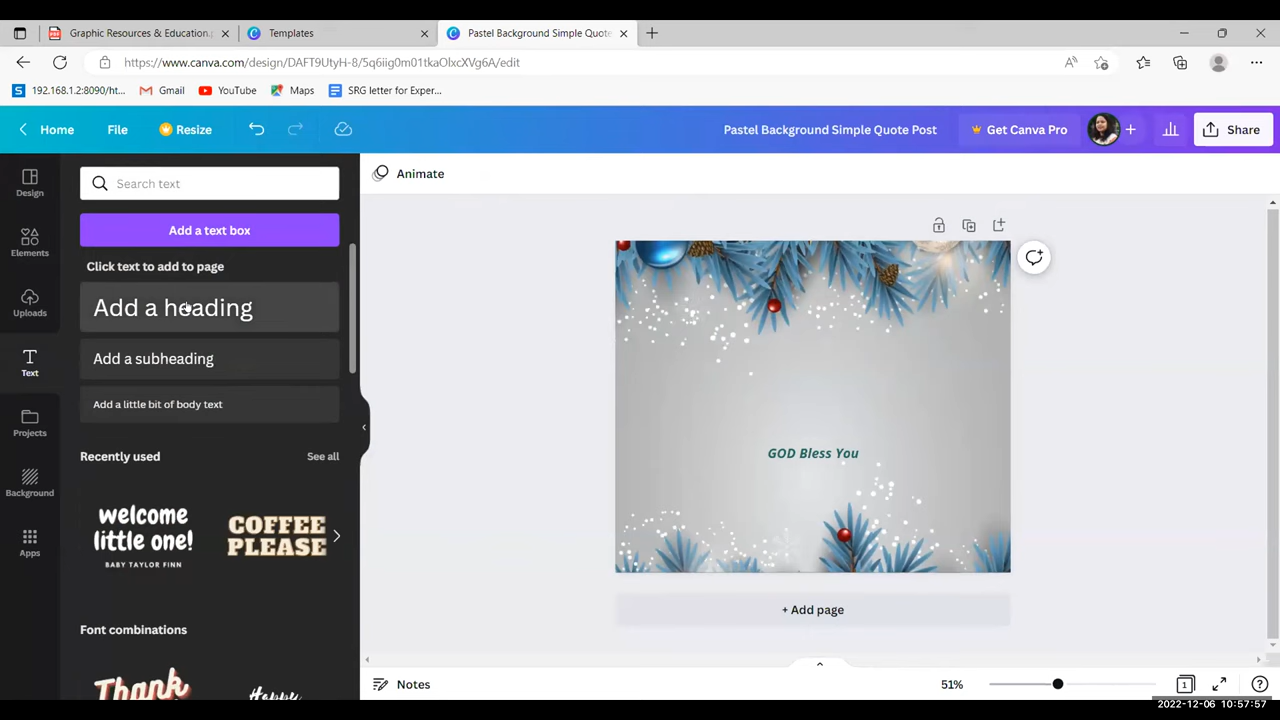 Graphic Resources & Education.p
Templates
Pastel Background Simple Quote
https://www.canva.com/design/DAFT9UtyH-8/5q6iig0m01tkaOlxcXVg6A/edit
192.168.1.2:8090/ht...
Gmail
YouTube
Maps
SRG letter for Exper...
Home
File
Resize
Pastel Background Simple Quote Post
Get Canva Pro
Share
Design
Elements
Uploads
Text
Projects
Background
Apps
Search text
Add a text box
Click text to add to page
Add a heading
Add a subheading
Add a little bit of body text
Recently used
See all
welcome
little one!
BABY TAYLOR FINN
COFFEE
PLEASE
Font combinations
Thank
Happy
Animate
GOD Bless You
+ Add page
Notes
51%
1
2022-12-06 10:57:57